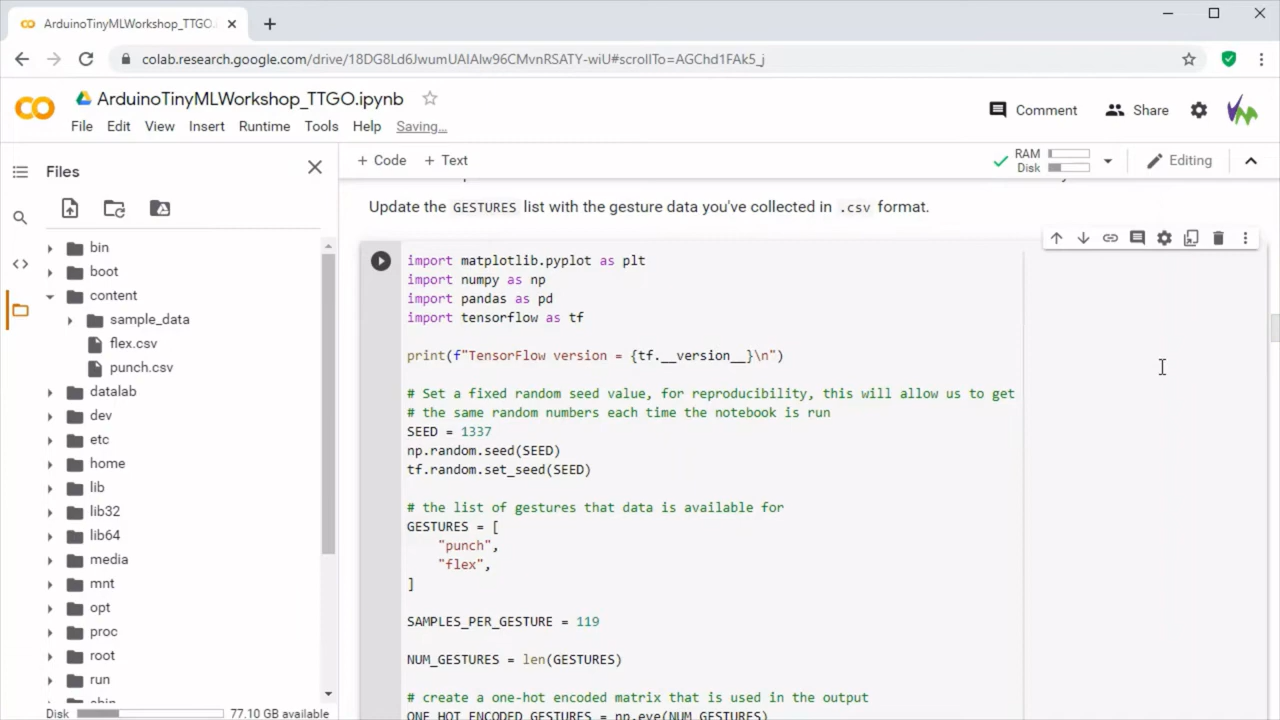 ArduinoTinyMLWorkshop_TTGO.
colab.research.google.com/drive/18DG8Ld6JwumUAIAlw96CMvnRSATY-wiU#scrollTo=AGChd1FAk5_j
ArduinoTinyMLWorkshop_TTGO.ipynb
Comment
Share
File Edit View Insert Runtime Tools Help Saving...
Files
+ Code + Text
RAM
Disk
Editing
Update the GESTURES list with the gesture data you've collected in .csv format.
bin
boot
content
sample_data
flex.csv
punch.csv
datalab
dev
etc
home
lib
lib32
lib64
media
mnt
opt
proc
root
run
sbin
Disk 77.10 GB available
import matplotlib.pyplot as plt
import numpy as np
import pandas as pd
import tensorflow as tf
print(f"TensorFlow version = {tf.__version__}\n")
# Set a fixed random seed value, for reproducibility, this will allow us to get
# the same random numbers each time the notebook is run
SEED = 1337
np.random.seed(SEED)
tf.random.set_seed(SEED)
# the list of gestures that data is available for
GESTURES = [
"punch",
"flex",
]
SAMPLES_PER_GESTURE = 119
NUM_GESTURES = len(GESTURES)
# create a one-hot encoded matrix that is used in the output
ONE_HOT_ENCODED_GESTURES = np.eye(NUM_GESTURES)